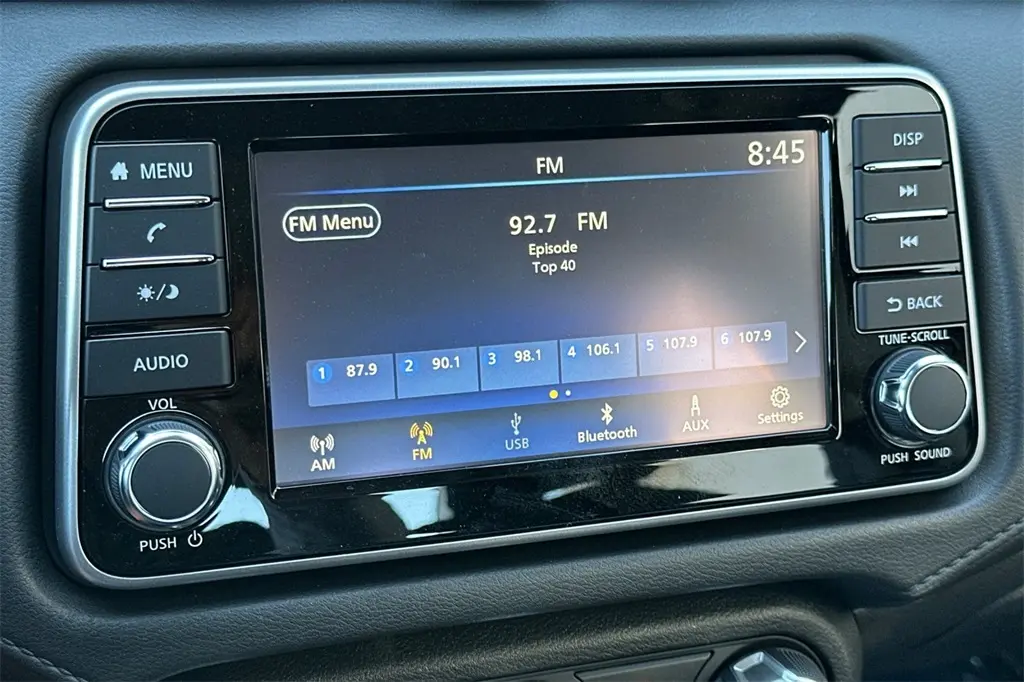 MENU
AUDIO
VOL
PUSH
FM
8:45
FM Menu
92.7 FM
Episode
Top 40
1 87.9
2 90.1
3 98.1
4 106.1
5 107.9
6 107.9
AM
FM
USB
Bluetooth
AUX
Settings
DISP
BACK
TUNE-SCROLL
PUSH SOUND